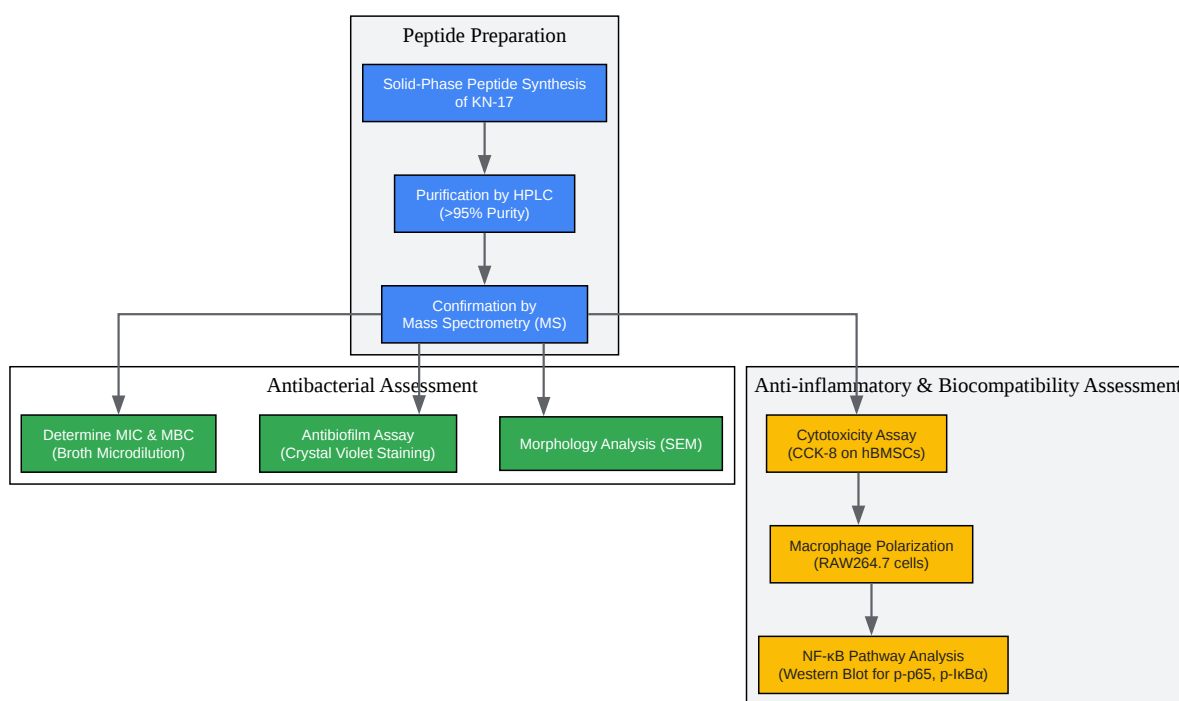 Peptide Preparation
Solid-Phase Peptide Synthesis
of KN-17
Purification by HPLC
(>95% Purity)
Confirmation by
Mass Spectrometry (MS)
Antibacterial Assessment
Determine MIC & MBC
(Broth Microdilution)
Antibiofilm Assay
(Crystal Violet Staining)
Morphology Analysis (SEM)
Anti-inflammatory & Biocompatibility Assessment
Cytotoxicity Assay
(CCK-8 on hBMSCs)
Macrophage Polarization
(RAW264.7 cells)
NF-κB Pathway Analysis
(Western Blot for p-p65, p-IκBα)